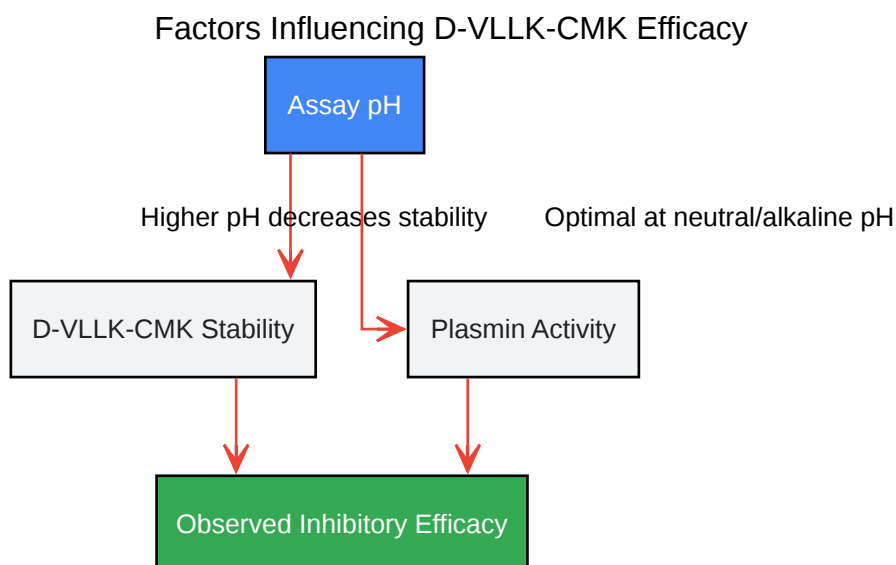 Factors Influencing D-VLLK-CMK Efficacy
Assay pH
Higher pH decreases stability
Optimal at neutral/alkaline pH
D-VLLK-CMK Stability
Plasmin Activity
Observed Inhibitory Efficacy